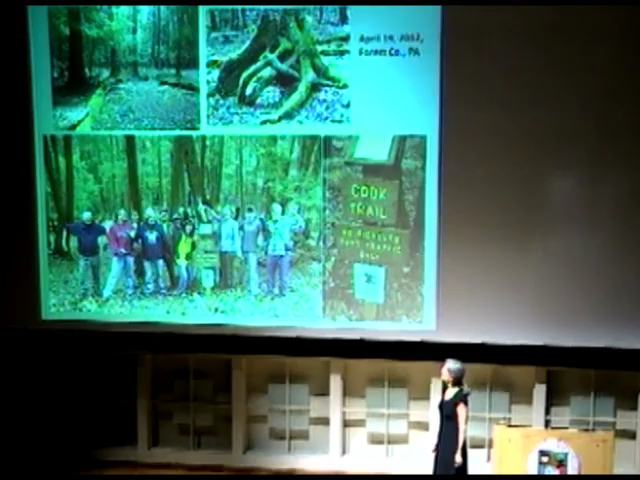 April 19, 2012,
Forest Co., PA
COOK
TRAIL
NO BICYCLES
FOOT TRAFFIC
ONLY